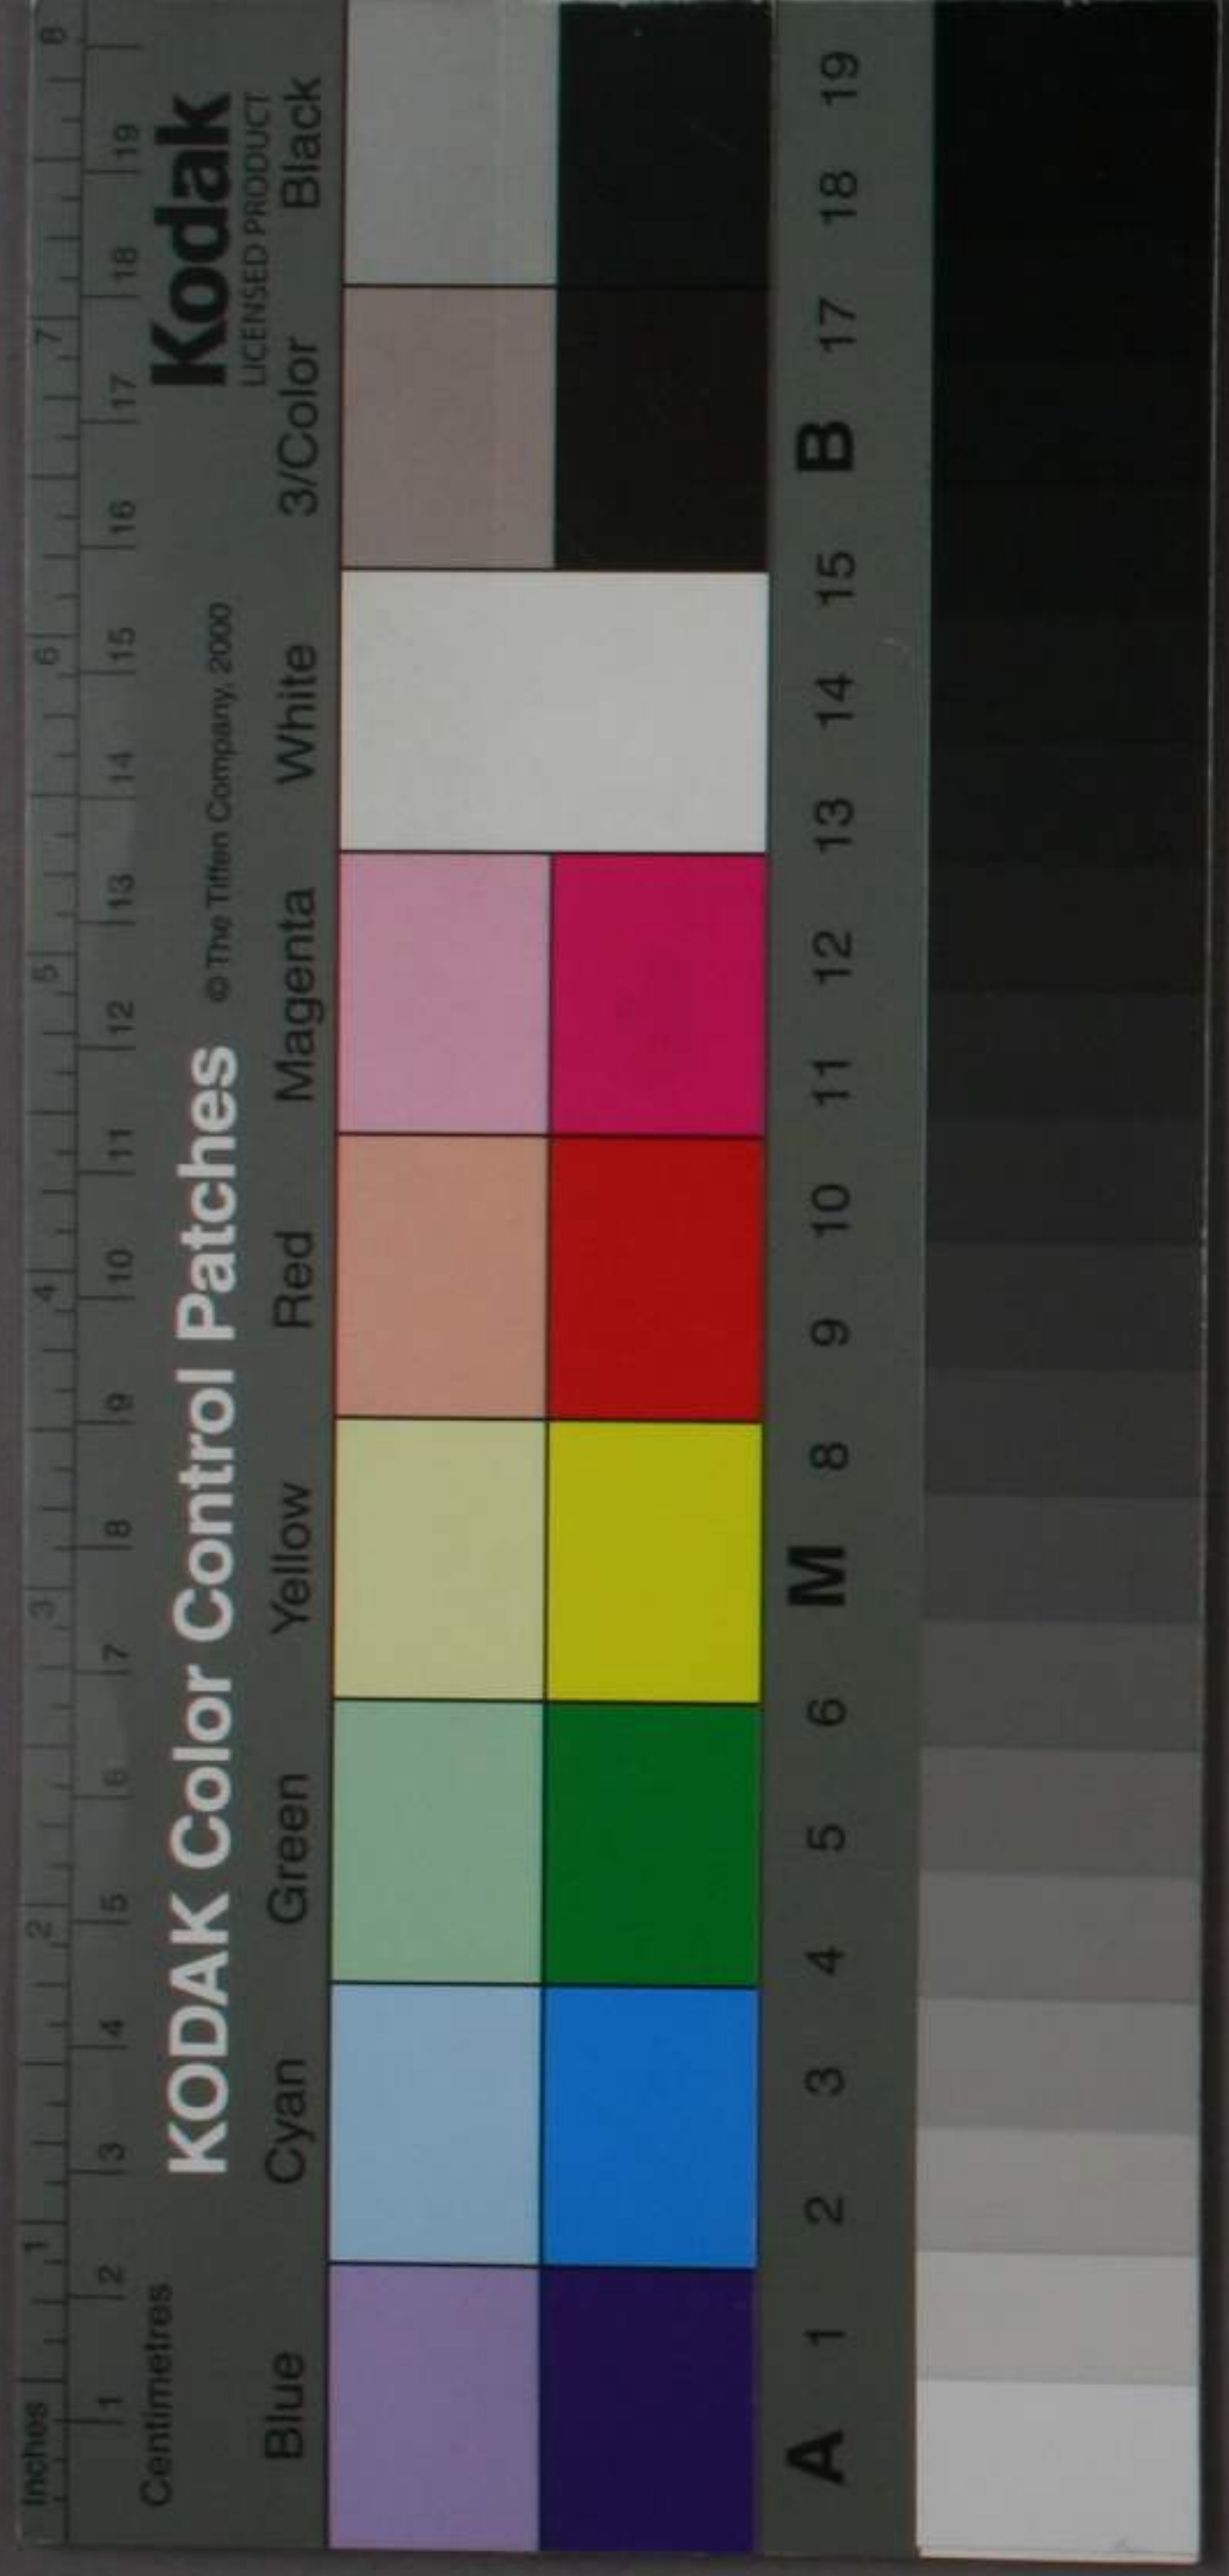 Inches 1 2 3 4 5 6 7 8
1 2 3 4 5 6 7 8 9 10 11 12 13 14 15 16 17 18 19
Centimetres
KODAK Color Control Patches © The Tiffen Company, 2000 Kodak
LICENSED PRODUCT
Blue Cyan Green Yellow Red Magenta White 3/Color Black
A 1 2 3 4 5 6 M 8 9 10 11 12 13 14 15 B 17 18 19